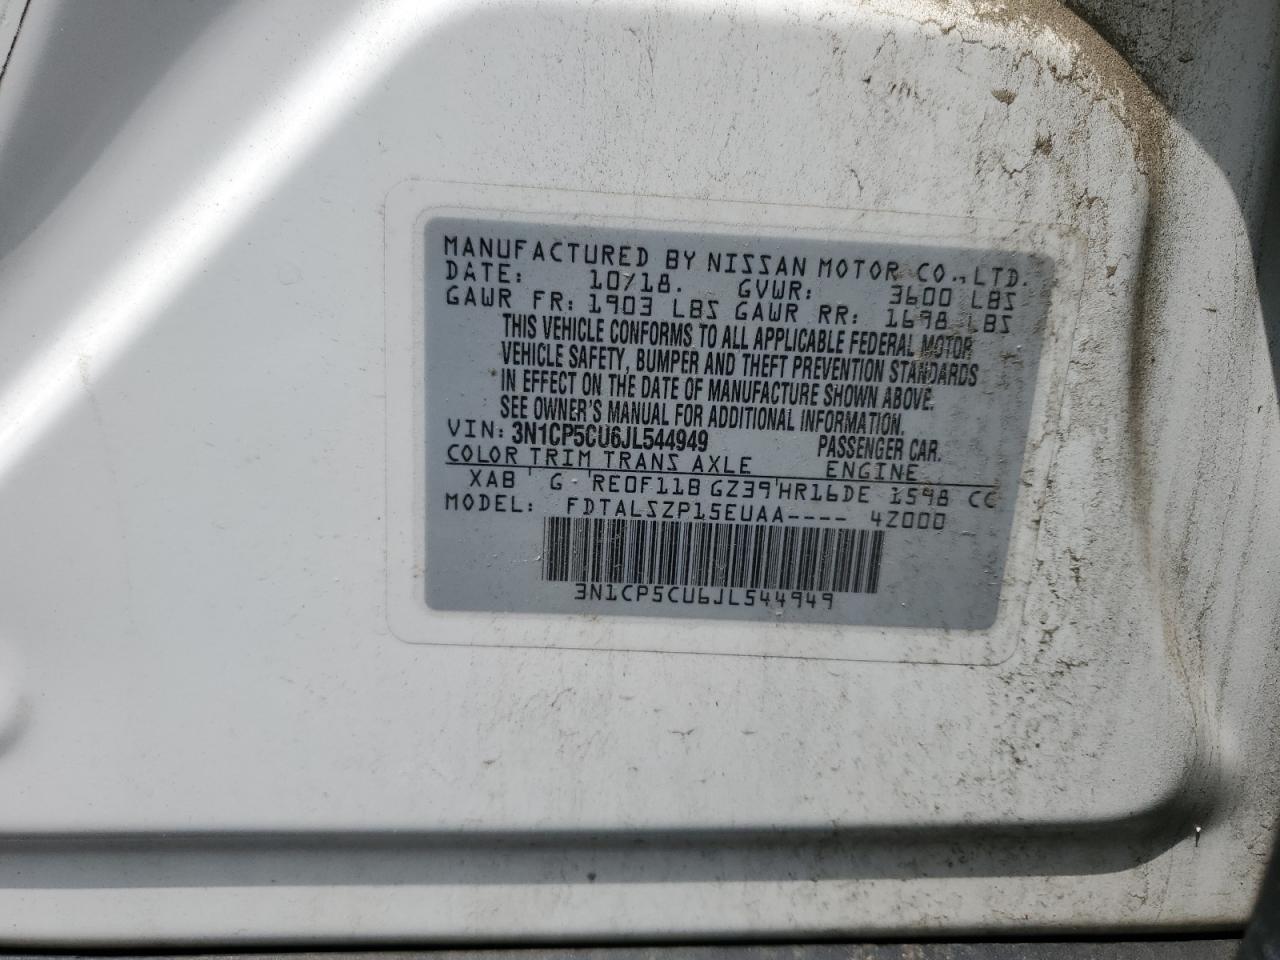 MANUFACTURED BY NISSAN MOTOR CO., LTD.
DATE: 10/18. GVWR: 3600 LBS
GAWR FR: 1903 LBS GAWR RR: 1698 LBS
THIS VEHICLE CONFORMS TO ALL APPLICABLE FEDERAL MOTOR
VEHICLE SAFETY, BUMPER AND THEFT PREVENTION STANDARDS
IN EFFECT ON THE DATE OF MANUFACTURE SHOWN ABOVE.
SEE OWNER'S MANUAL FOR ADDITIONAL INFORMATION.
VIN: 3N1CP5CU6JL544949 PASSENGER CAR.
COLOR TRIM TRANS AXLE ENGINE
XAB G RE0F11B GZ39 HR16DE 1598 CC
MODEL: FDTALSZP15EUAA---- 42000
3N1CP5CU6JL544949